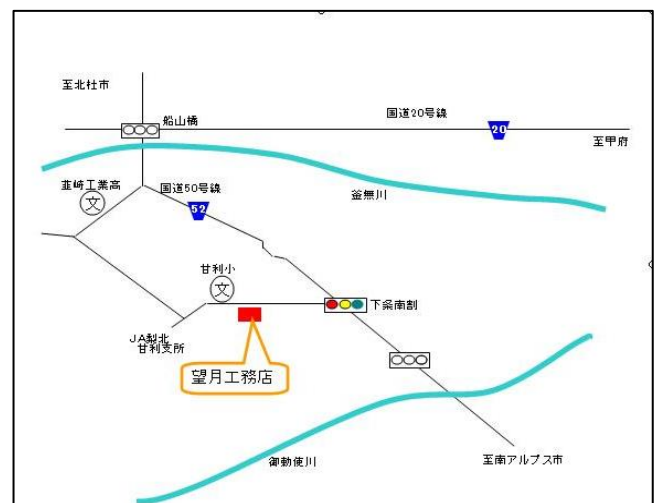 至北杜市
船山橋
国道20号線
20
至甲府
韮崎工業高
文
国道50号線
52
釜無川
甘利小
文
下条南割
JA梨北
甘利支所
望月工務店
御勅使川
至南アルプス市